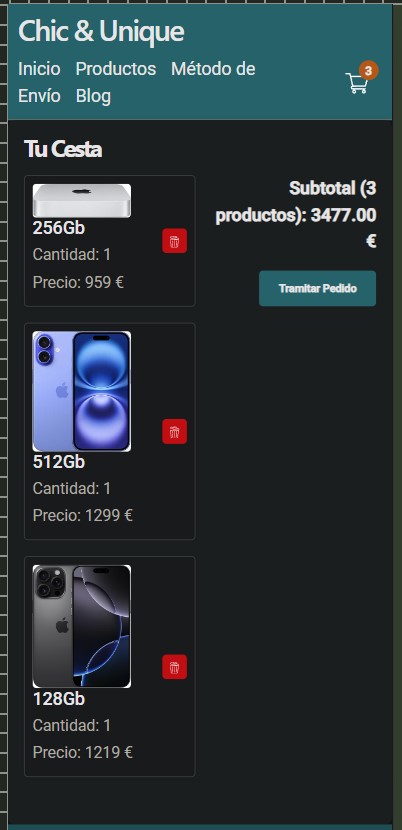 Chic & Unique
Inicio Productos Método de
Envío Blog
3
Tu Cesta
256Gb
Cantidad: 1
Precio: 959 €
512Gb
Cantidad: 1
Precio: 1299 €
128Gb
Cantidad: 1
Precio: 1219 €
Subtotal (3
productos): 3477.00
€
Tramitar Pedido